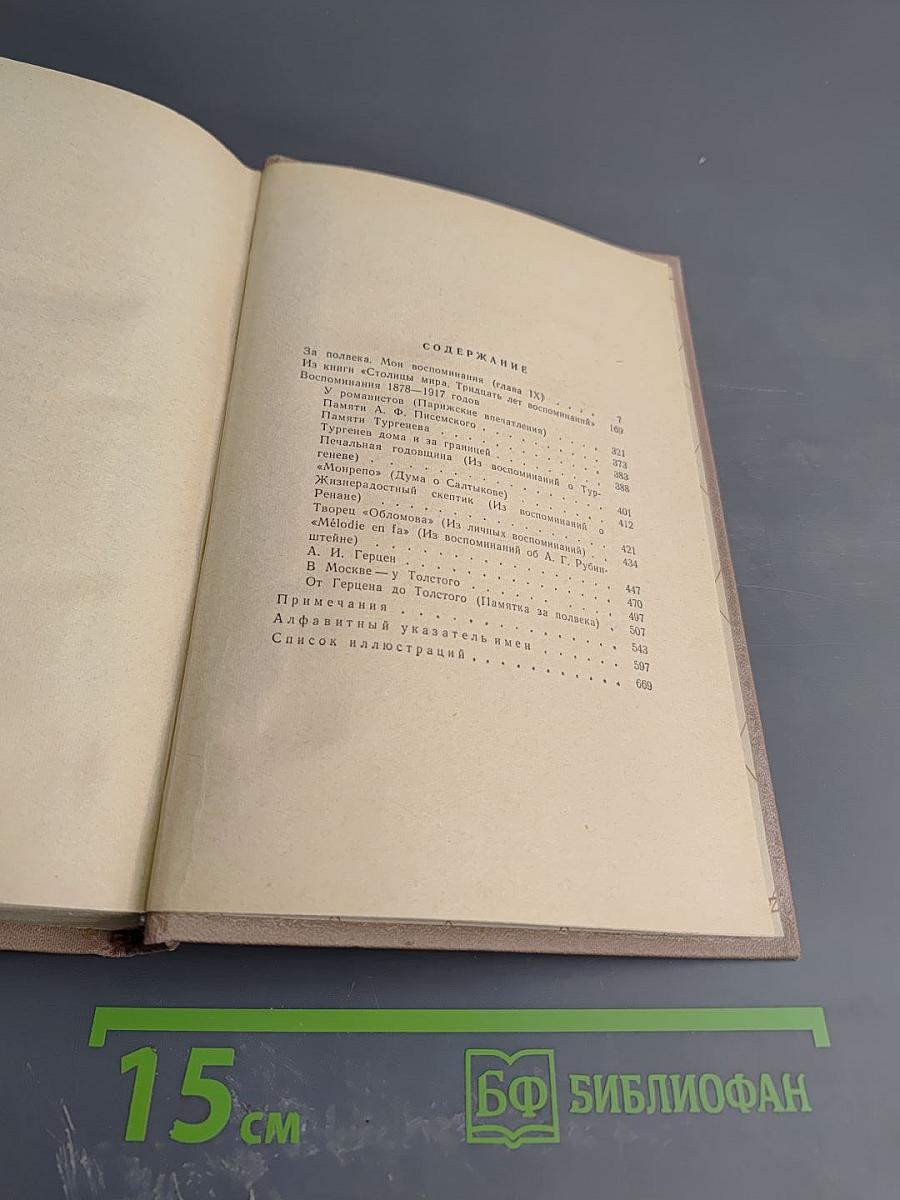 СОДЕРЖАНИЕ
За полвека. Мои воспоминания (глава IX) . . . . 7
Из книги «Столицы мира. Тридцать лет воспоминаний» 169
Воспоминания 1878—1917 годов
У романистов (Парижские впечатления) . . . . 321
Памяти А. Ф. Писемского . . . . . . . . 373
Памяти Тургенева . . . . . . . . . . 383
Тургенев дома и за границей . . . . . . . 388
Печальная годовщина (Из воспоминаний о Тур-
геневе) . . . . . . . . . . . . . 401
«Монрепо» (Дума о Салтыкове) . . . . . . 412
Жизнерадостный скептик (Из воспоминаний о
Ренане) . . . . . . . . . . . . . 421
Творец «Обломова» (Из личных воспоминаний) . 434
«Mélodie en fa» (Из воспоминаний об А. Г. Рубин-
штейне) . . . . . . . . . . . . . 447
А. И. Герцен . . . . . . . . . . . . 470
В Москве — у Толстого . . . . . . . . . 497
От Герцена до Толстого (Памятка за полвека) . 507
Примечания . . . . . . . . . . . . . 543
Алфавитный указатель имен . . . . . . 597
Список иллюстраций . . . . . . . . . . 669
15 см
БФ БИБЛИОФАН